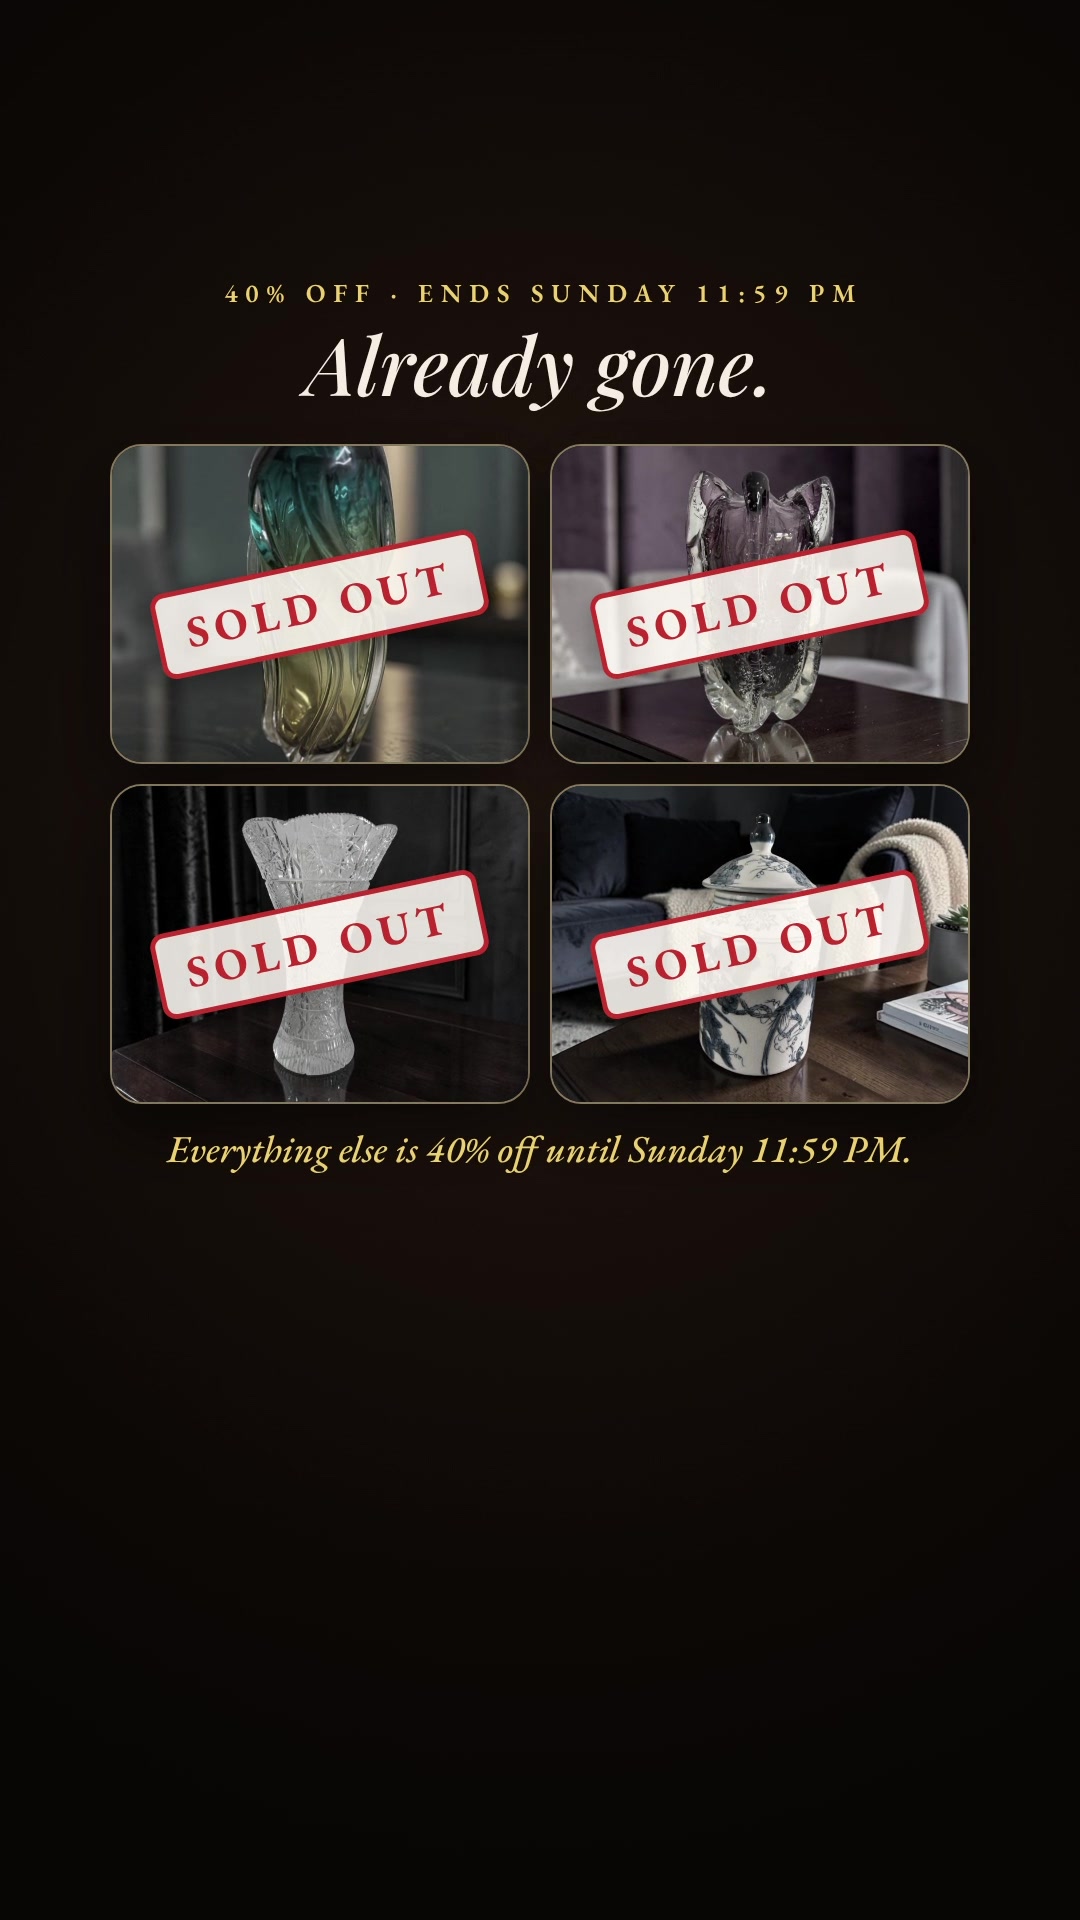 40% OFF · ENDS SUNDAY 11:59 PM
Already gone.
SOLD OUT
SOLD OUT
SOLD OUT
SOLD OUT
Everything else is 40% off until Sunday 11:59 PM.